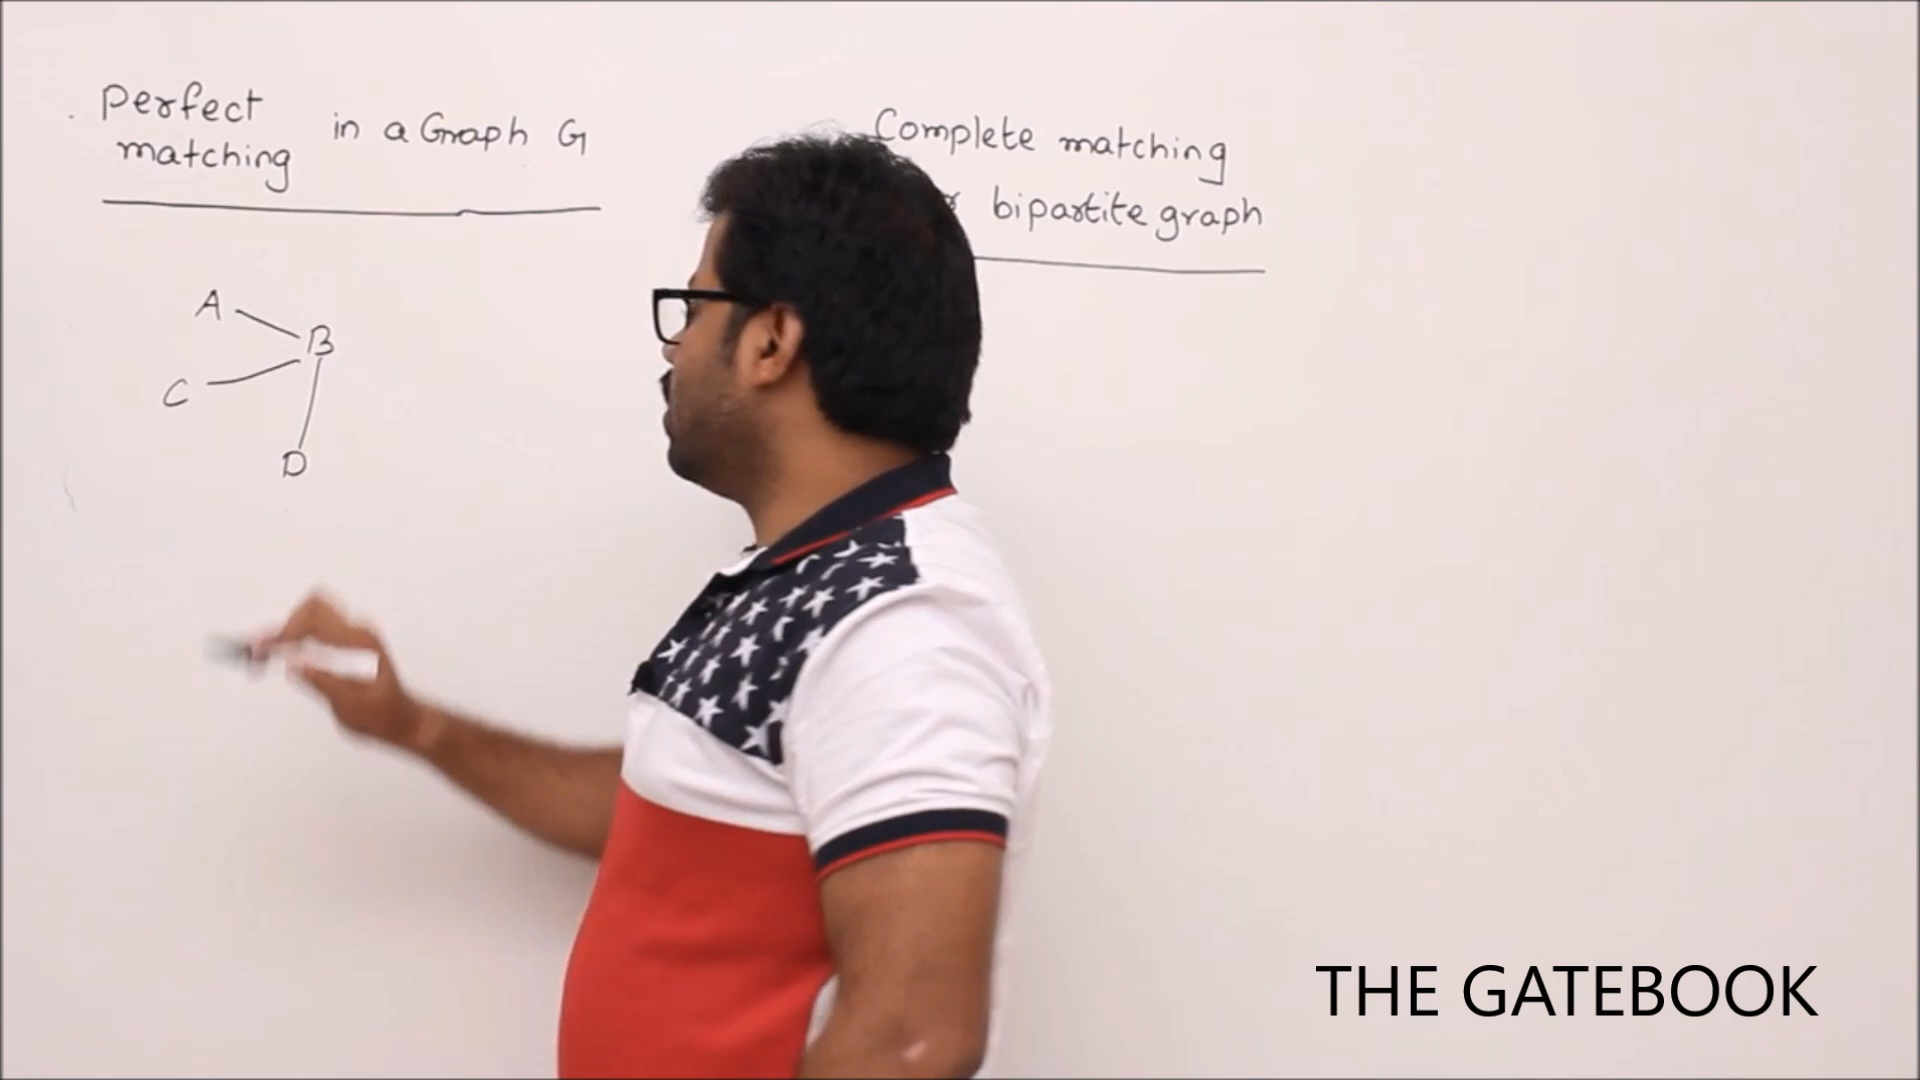 Perfect
matching
in a Graph G
Complete matching
bipartite graph
A
B
C
D
THE GATEBOOK